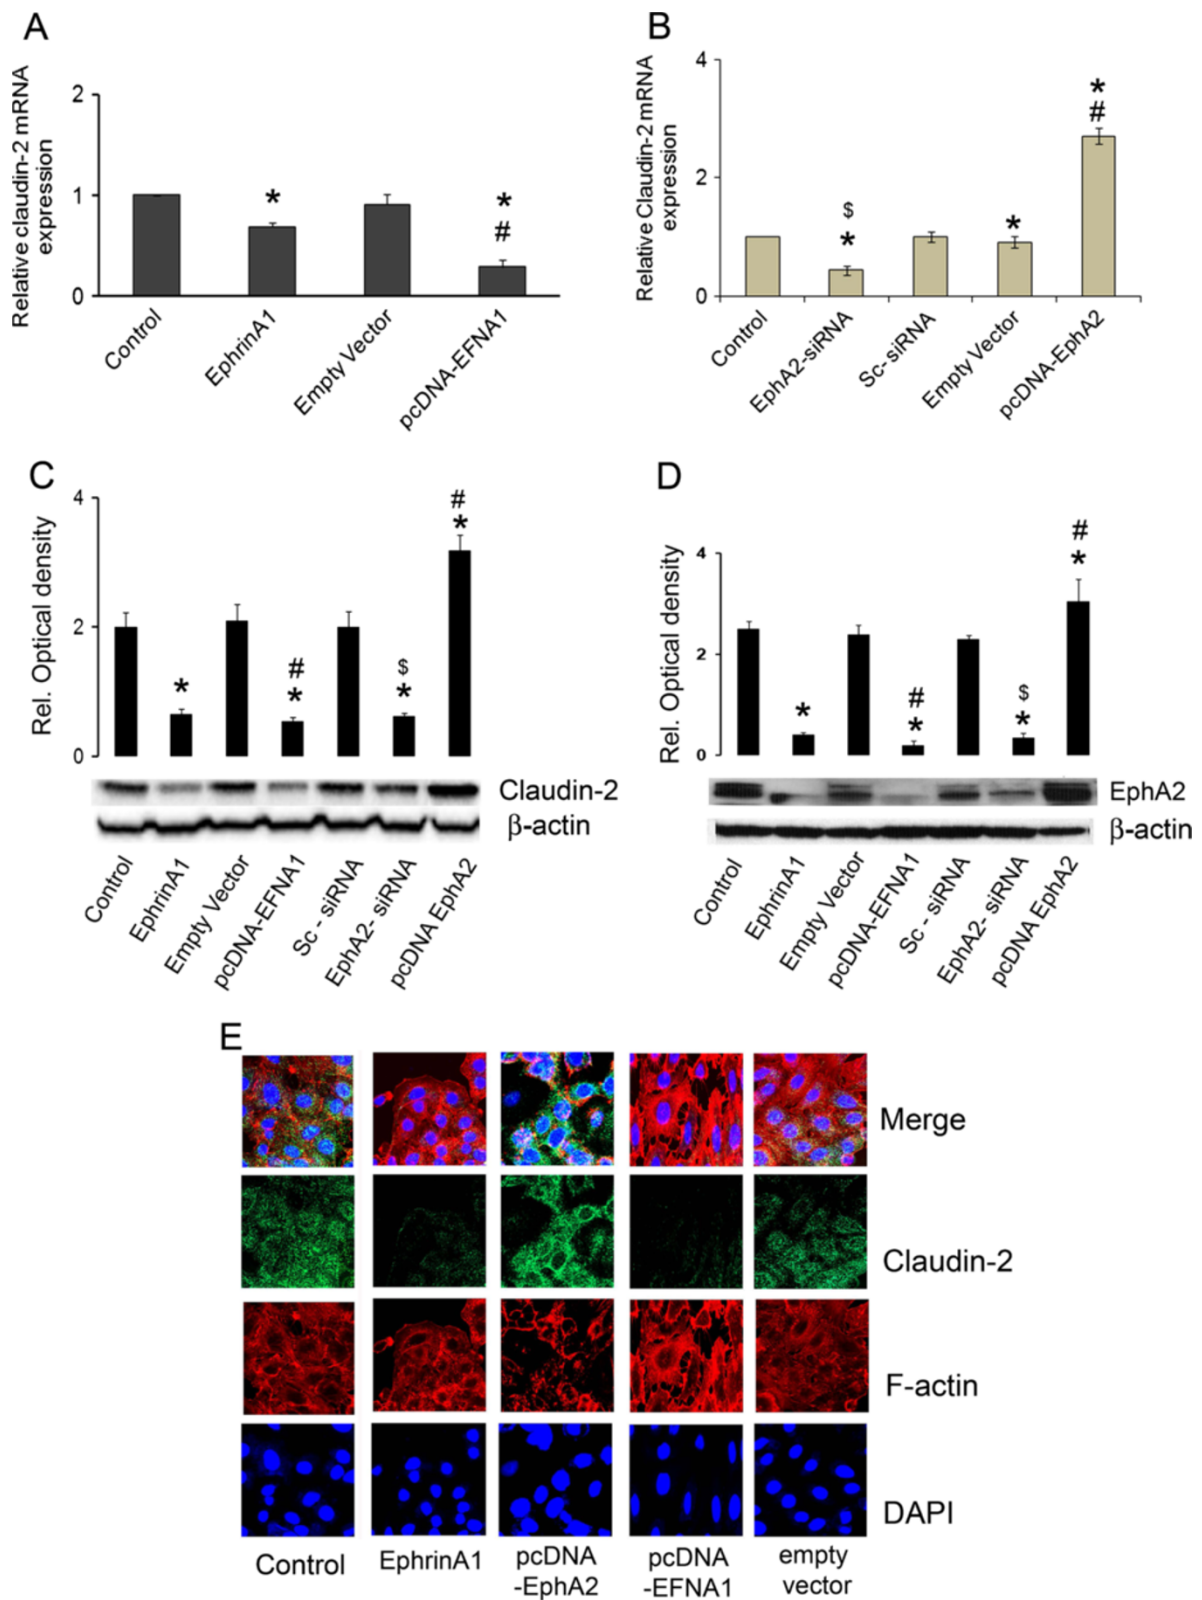 A
Relative claudin-2 mRNA
expression
2
1
0
*
*
#
Control
EphrinA1
Empty Vector
pcDNA-EFNA1
B
Relative Claudin-2 mRNA
expression
4
2
0
$
*
*
*
#
Control
EphA2-siRNA
Sc- siRNA
Empty Vector
pcDNA-EphA2
C
Rel. Optical density
4
2
0
*
#
*
$
*
#
*
Claudin-2
β-actin
Control
EphrinA1
Empty Vector
pcDNA-EFNA1
Sc - siRNA
EphA2- siRNA
pcDNA EphA2
D
Rel. Optical density
4
2
0
*
#
*
$
*
#
*
EphA2
β-actin
Control
EphrinA1
Empty Vector
pcDNA-EFNA1
Sc - siRNA
EphA2- siRNA
pcDNA EphA2
E
Merge
Claudin-2
F-actin
DAPI
Control
EphrinA1
pcDNA
-EphA2
pcDNA
-EFNA1
empty
vector